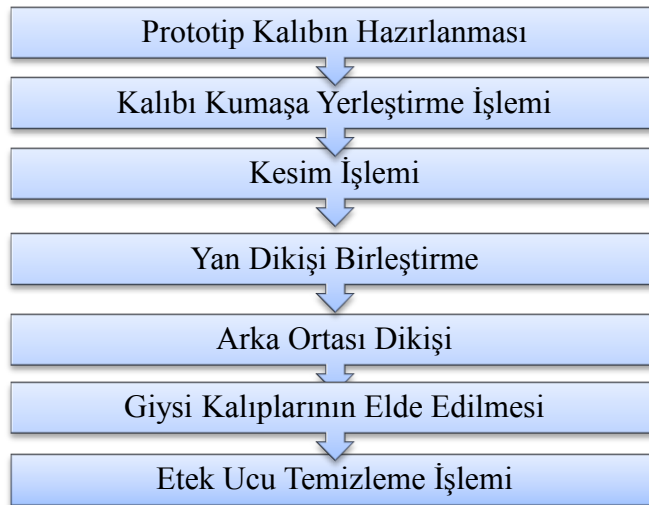 Prototip Kalıbın Hazırlanması
Kalıbı Kumaşa Yerleştirme İşlemi
Kesim İşlemi
Yan Dikişi Birleştirme
Arka Ortası Dikişi
Giysi Kalıplarının Elde Edilmesi
Etek Ucu Temizleme İşlemi